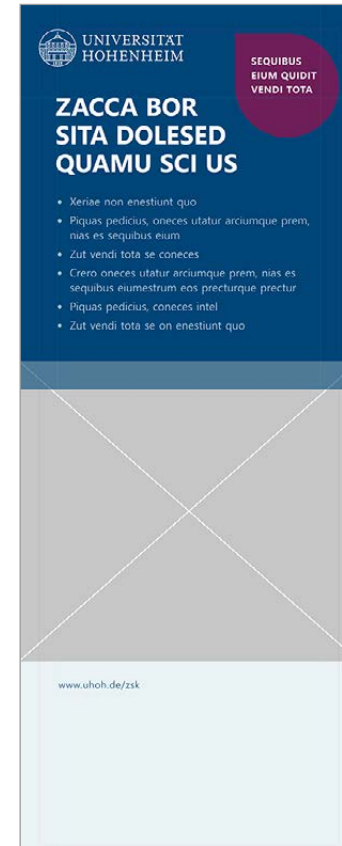 UNIVERSITÄT
HOHENHEIM
SEQUIBUS
EIUM QUIDIT
VENDI TOTA
ZACCA BOR
SITA DOLESED
QUAMU SCI US
• Xeriae non enestiunt quo
• Piquas pedicius, oneces utatur arciumque prem,
nias es sequibus eium
• Zut vendi tota se coneces
• Crero oneces utatur arciumque prem, nias es
sequibus eiumestrum eos precturque prectur
• Piquas pedicius, coneces intel
• Zut vendi tota se on enestiunt quo
www.uhoh.de/zsk